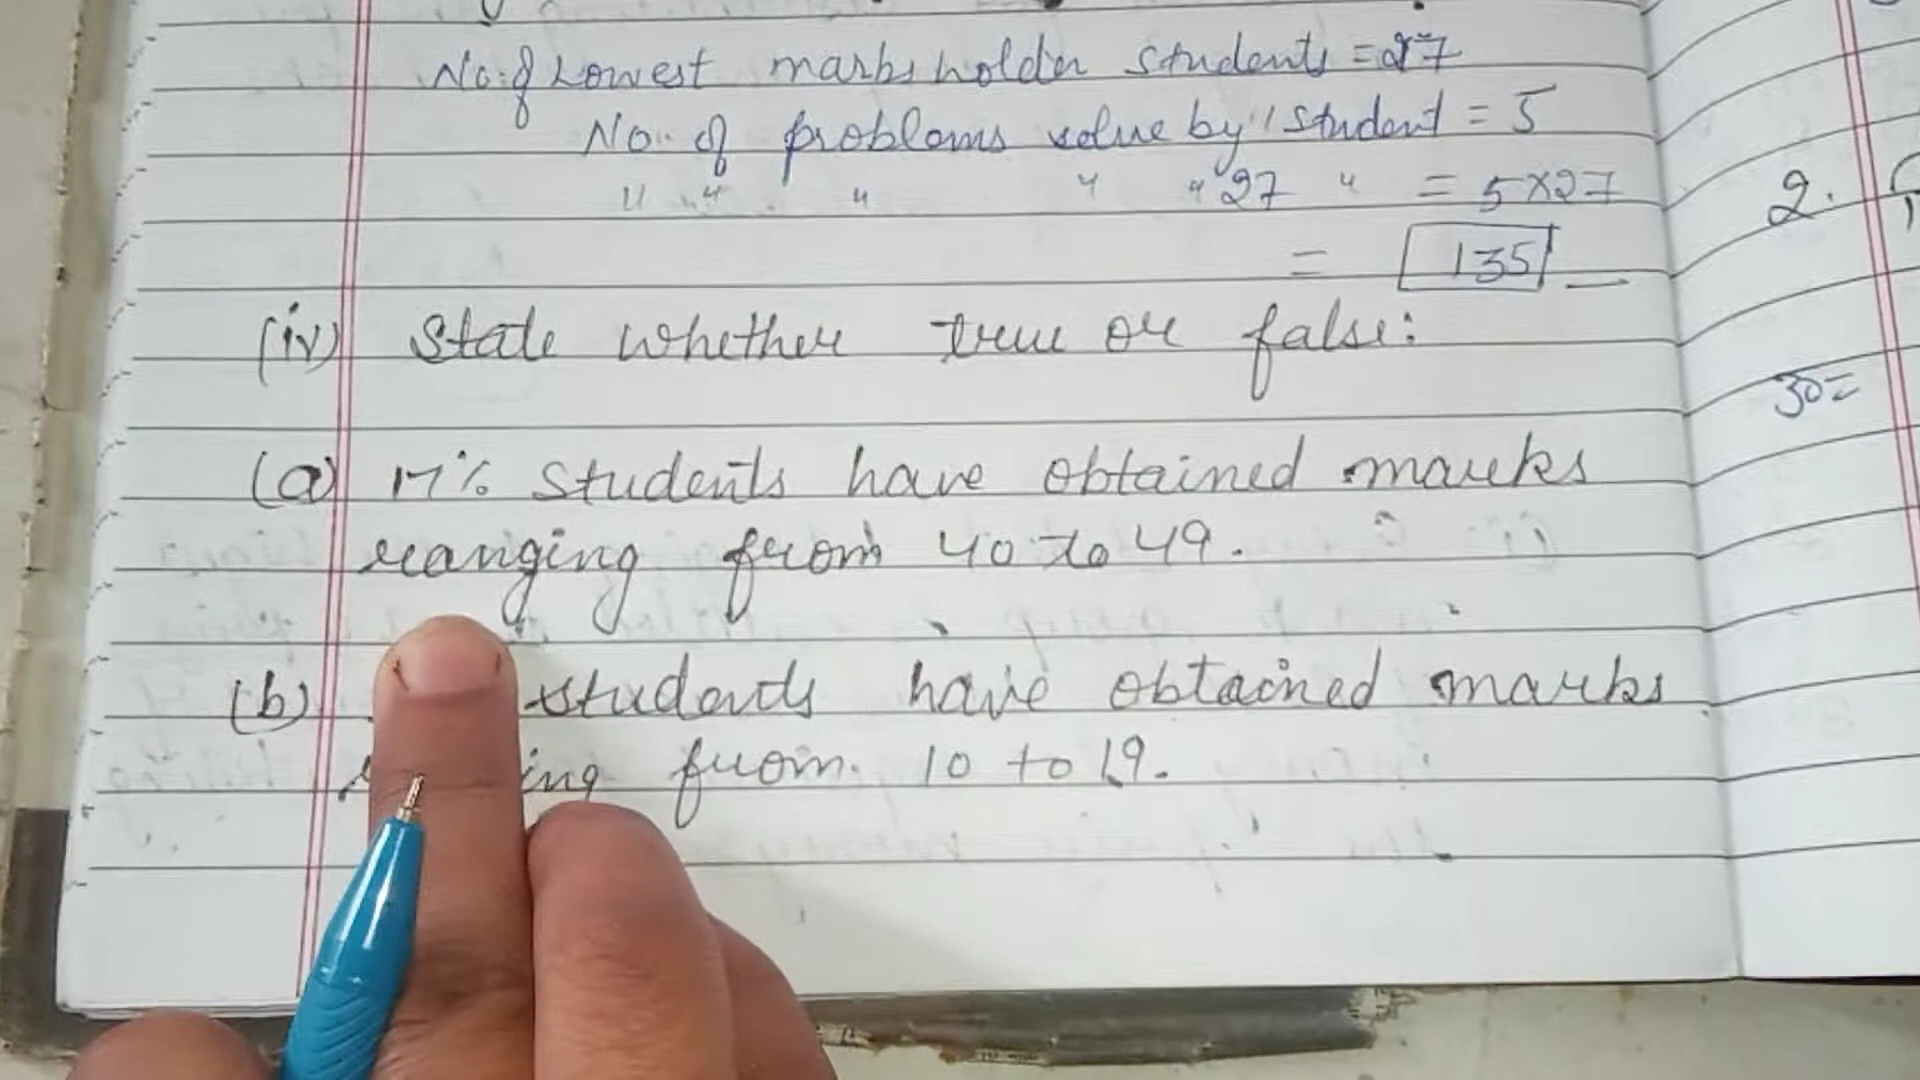 No. of Lowest marks holder students = 27
No. of problems solve by 1 student = 5
" " " " " 27 " = 5×27
= 135
(iv) State whether true or false:
(a) 17% students have obtained marks
ranging from 40 to 49.
(b) students have obtained marks
ing from 10 to 19.
2.
30=